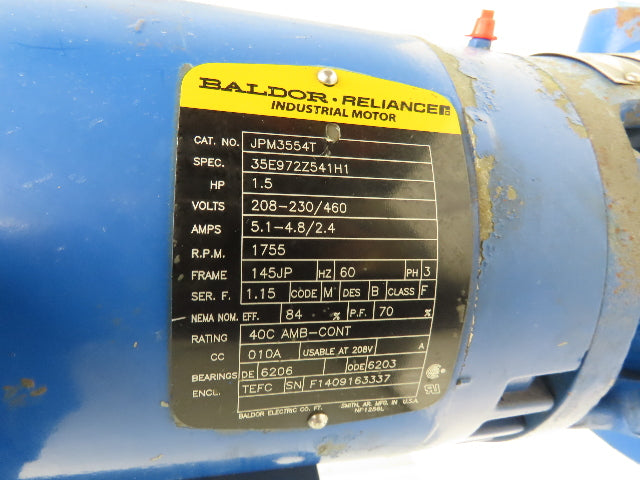 BALDOR · RELIANCER
INDUSTRIAL MOTOR
CAT. NO. JPM3554T
SPEC. 35E972Z541H1
HP 1.5
VOLTS 208-230/460
AMPS 5.1-4.8/2.4
R.P.M. 1755
FRAME 145JP HZ 60 PH 3
SER. F. 1.15 CODE M DES B CLASS F
NEMA NOM. EFF. 84 % P.F. 70 %
RATING 40C AMB-CONT
CC 010A USABLE AT 208V A
BEARINGS DE 6206 ODE 6203
ENCL. TEFC SN F1409163337
BALDOR ELECTRIC CO. FT. SMITH, AR. MFG. IN U.S.A.
NP1256L